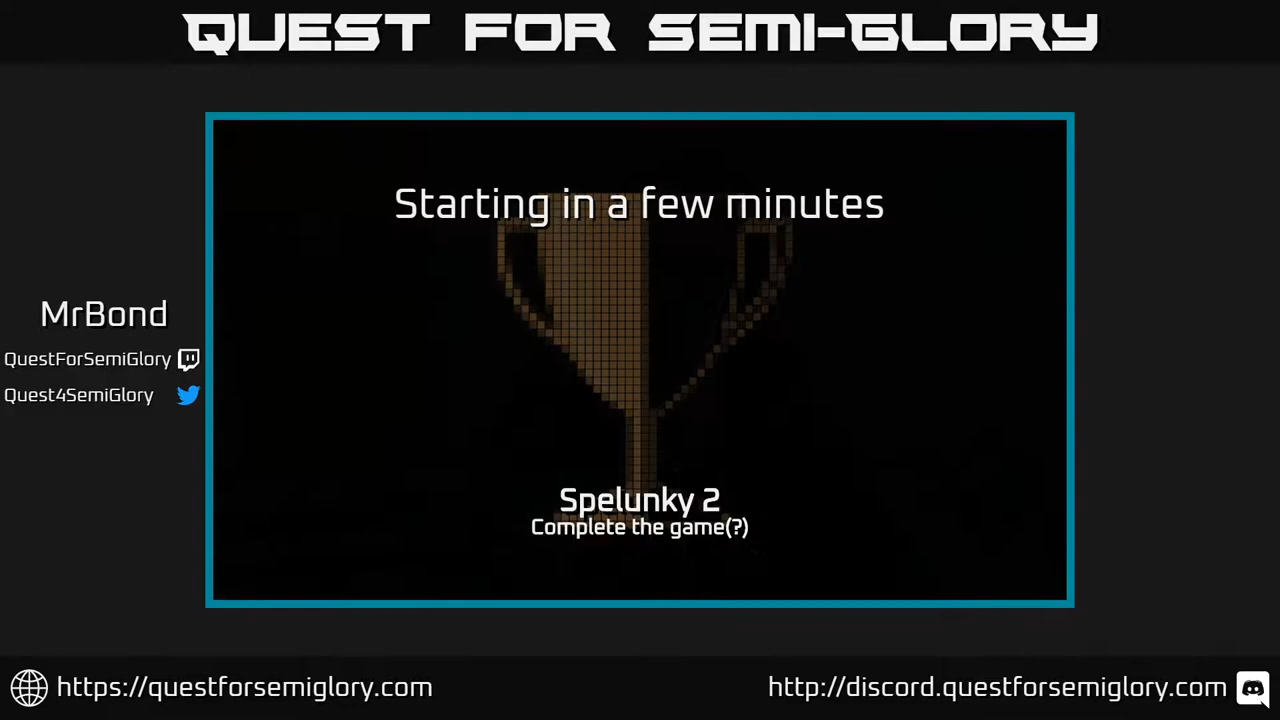 QUEST FOR SEMI-GLORY
Starting in a few minutes
MrBond
QuestForSemiGlory
Quest4SemiGlory
Spelunky 2
Complete the game(?)
https://questforsemiglory.com
http://discord.questforsemiglory.com